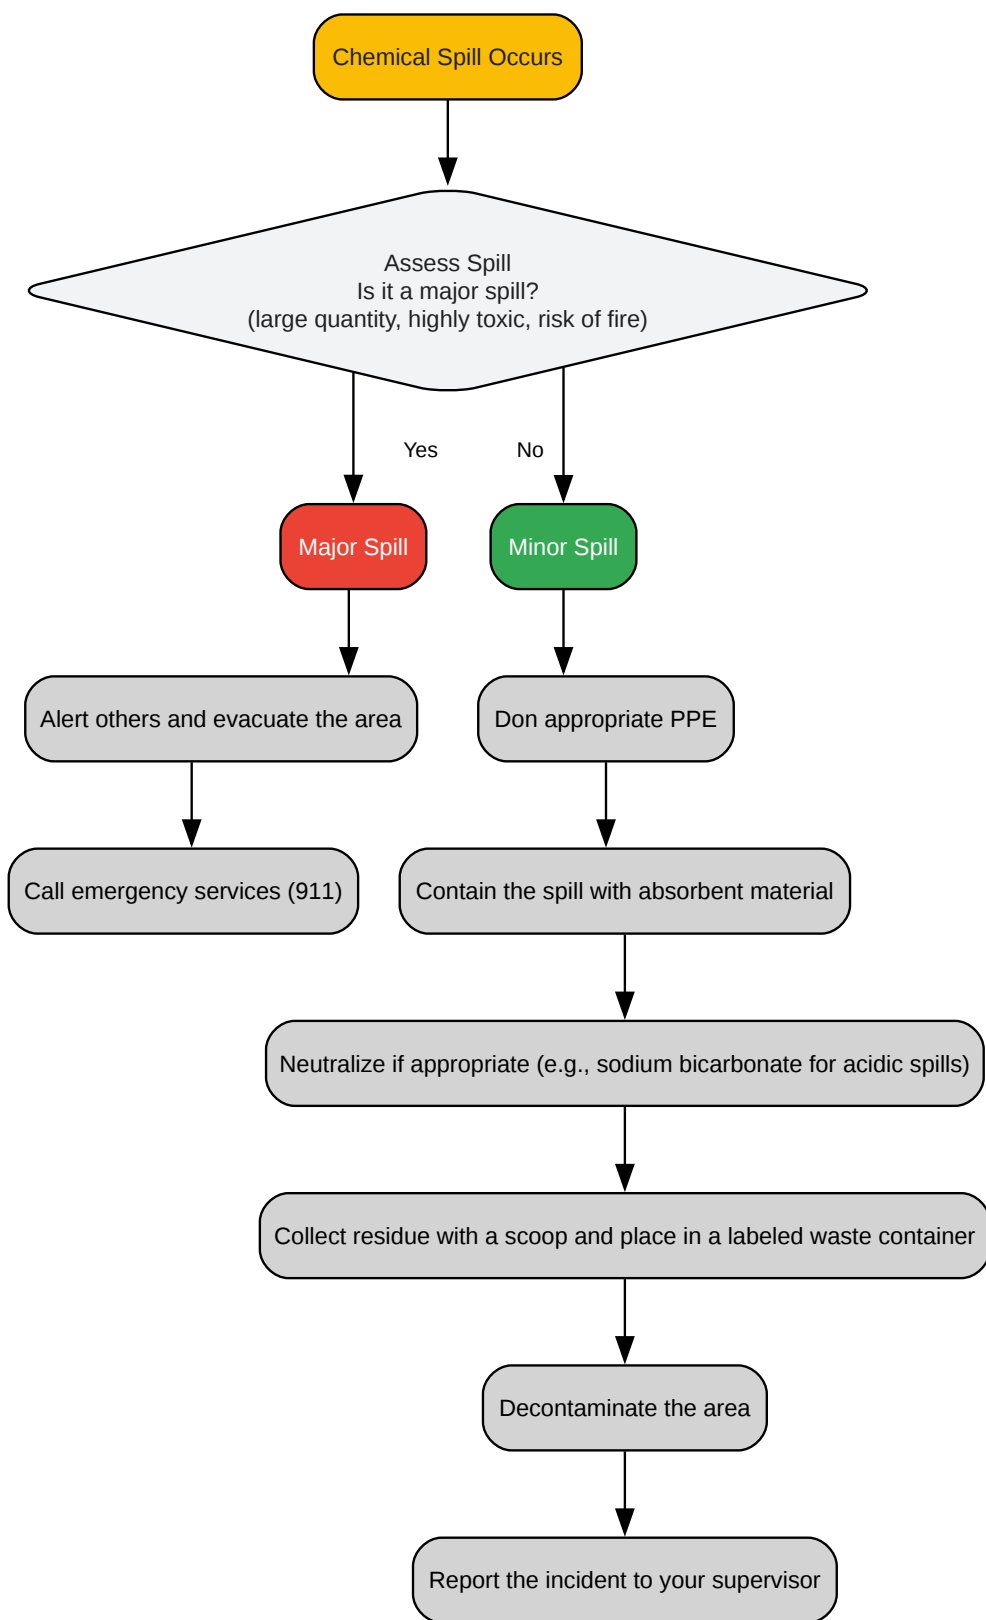 Chemical Spill Occurs
Assess Spill
Is it a major spill?
(large quantity, highly toxic, risk of fire)
Yes
No
Major Spill
Minor Spill
Alert others and evacuate the area
Don appropriate PPE
Call emergency services (911)
Contain the spill with absorbent material
Neutralize if appropriate (e.g., sodium bicarbonate for acidic spills)
Collect residue with a scoop and place in a labeled waste container
Decontaminate the area
Report the incident to your supervisor